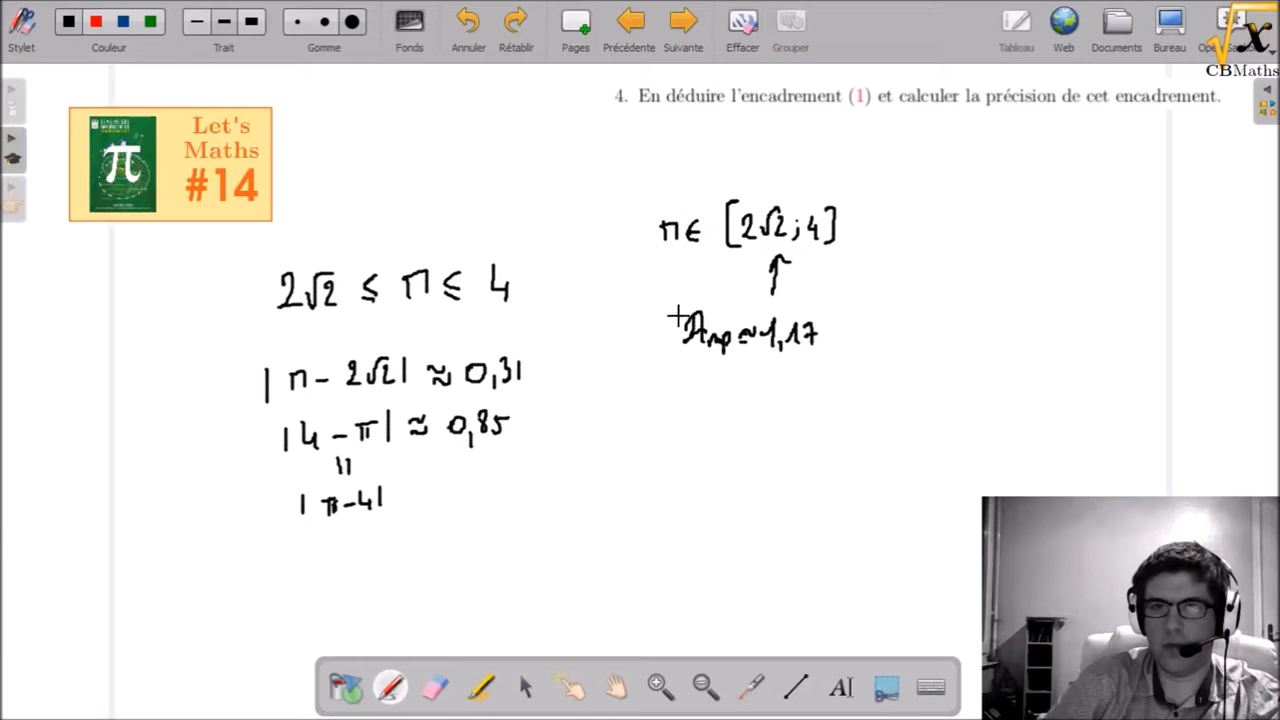 Stylet
Couleur
Trait
Gomme
Fonds
Annuler
Rétablir
Pages
Précédente
Suivante
Effacer
Grouper
Tableau
Web
Documents
Bureau
√x
CBMaths
4. En déduire l'encadrement (1) et calculer la précision de cet encadrement.
π
Let's
Maths
#14
π ∈ [2√2 ; 4]
2√2 ≤ π ≤ 4
≈ 1,17
|π - 2√2| ≈ 0,31
|4 - π| ≈ 0,85
|π - 4|